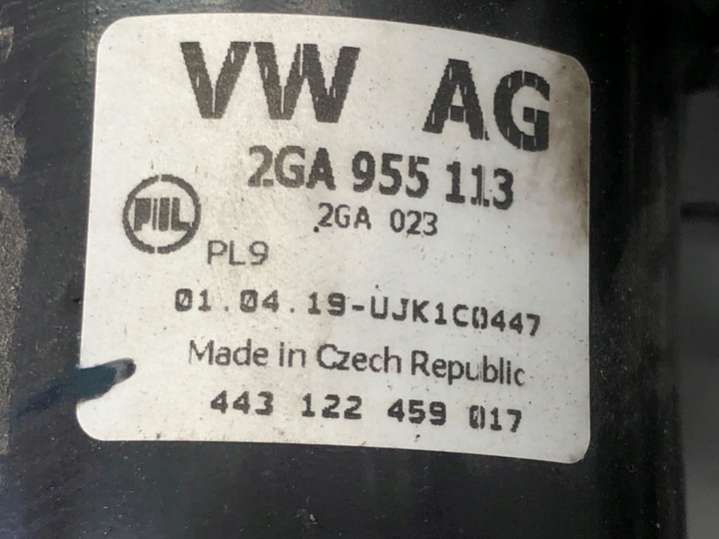 VW AG
2GA 955 113
2GA 023
PAL
PL9
01.04.19-UJK1C0447
Made in Czech Republic
443 122 459 017